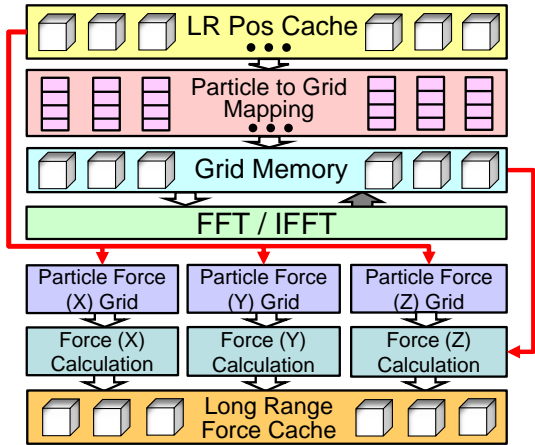 LR Pos Cache
Particle to Grid
Mapping
Grid Memory
FFT / IFFT
Particle Force
(X) Grid
Particle Force
(Y) Grid
Particle Force
(Z) Grid
Force (X)
Calculation
Force (Y)
Calculation
Force (Z)
Calculation
Long Range
Force Cache